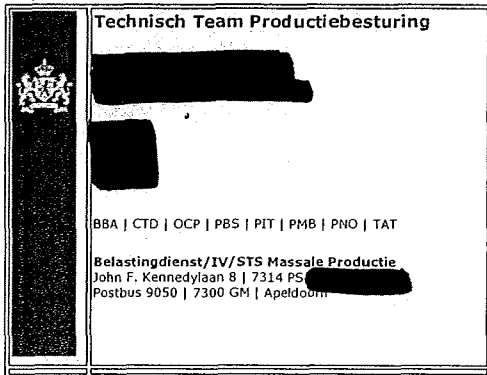 Technisch Team Productiebesturing
BBA | CTD | OCP | PBS | PIT | PMB | PNO | TAT
Belastingdienst/IV/STS Massale Productie
John F. Kennedylaan 8 | 7314 PS
Postbus 9050 | 7300 GM | Apeldoorn